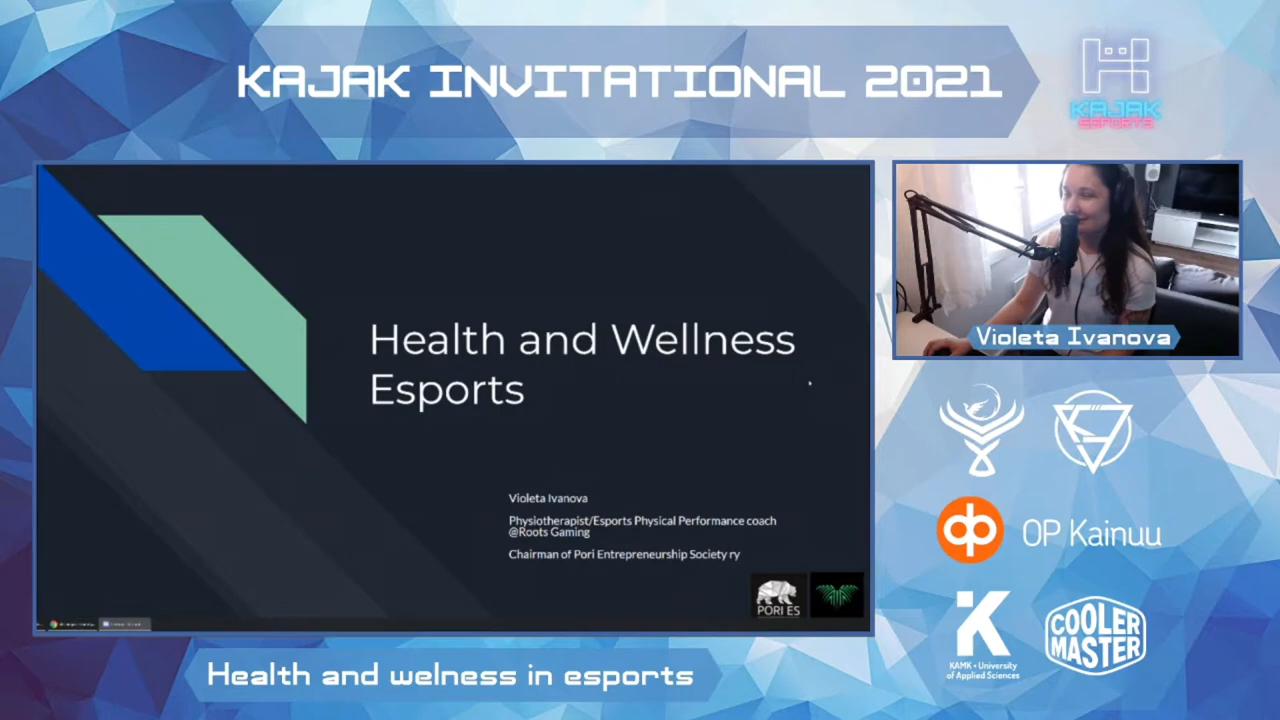 KAJAK INVITATIONAL 2021
KAJAK
ESPORTS
Health and Wellness
Esports
Violeta Ivanova
Physiotherapist/Esports Physical Performance coach
@Roots Gaming
Chairman of Pori Entrepreneurship Society ry
PORI ES
Violeta Ivanova
OP Kainuu
KAMK • University
of Applied Sciences
COOLER
MASTER
Health and welness in esports